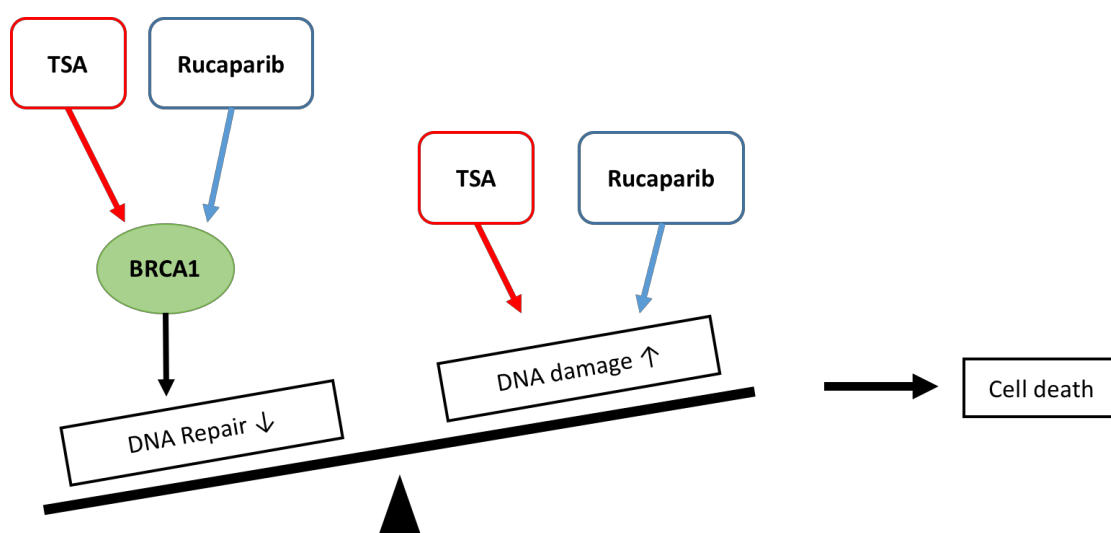 TSA
Rucaparib
BRCA1
DNA Repair ↓
TSA
Rucaparib
DNA damage ↑
Cell death